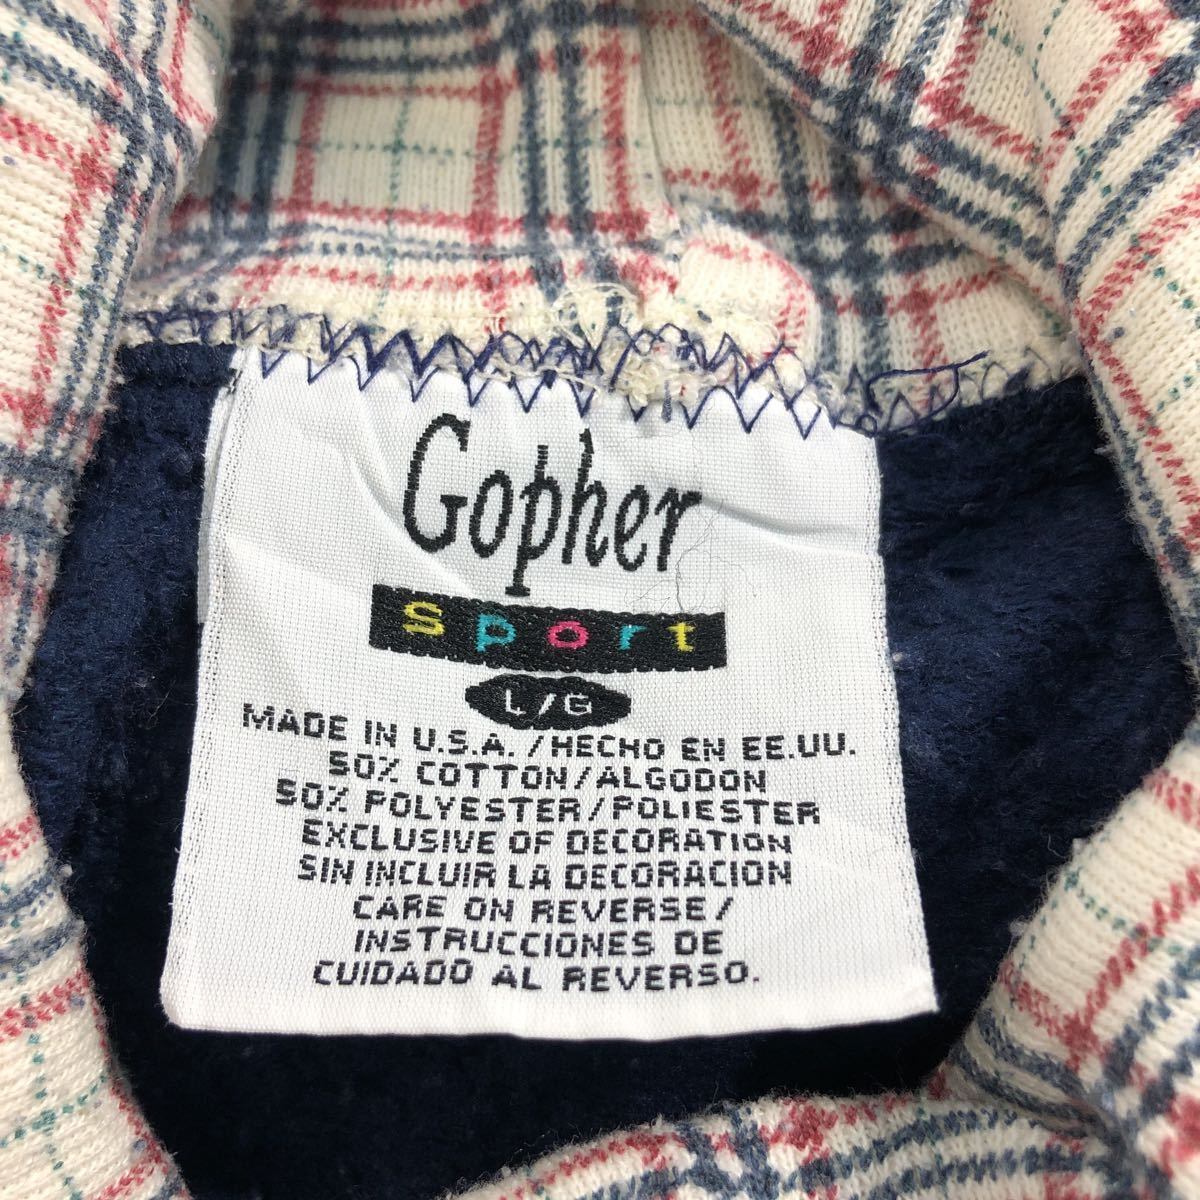 Gopher
sport
L/G
MADE IN U.S.A./HECHO EN EE.UU.
50% COTTON/ALGODON
50% POLYESTER/POLIESTER
EXCLUSIVE OF DECORATION
SIN INCLUIR LA DECORACION
CARE ON REVERSE/
INSTRUCCIONES DE
CUIDADO AL REVERSO.